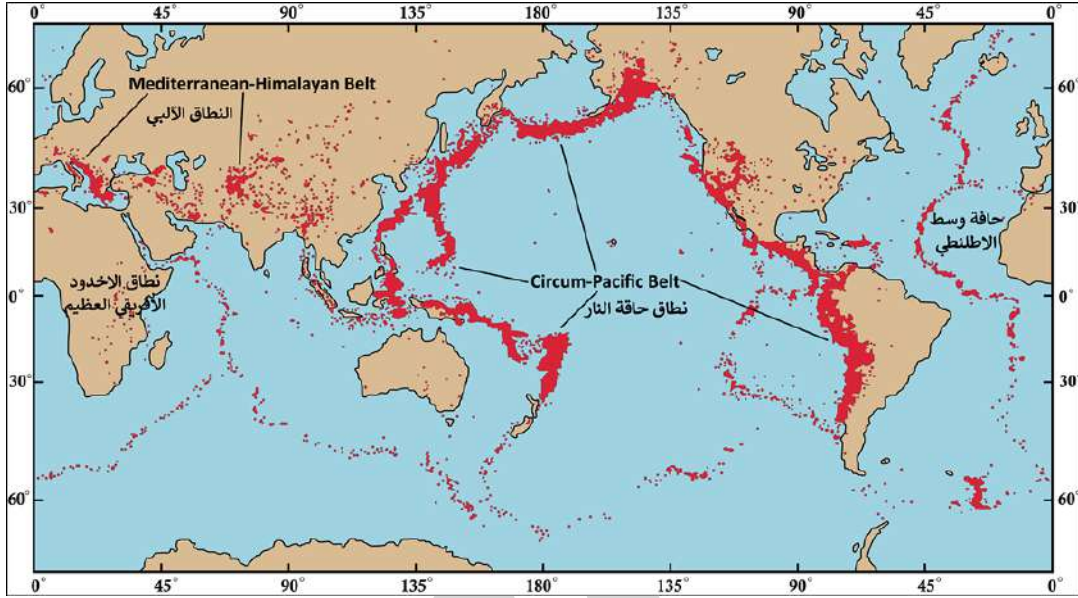 0° 45° 90° 135° 180° 135° 90° 45° 0°
60°
30°
0°
30°
60°
Mediterranean-Himalayan Belt
النطاق الآلبي
حافة وسط
الاطلنطي
نطاق الاخدود
الأفريقي العظيم
Circum-Pacific Belt
نطاق حاقة النار
60°
30°
0°
30°
60°
0° 45° 90° 135° 180° 135° 90° 45° 0°